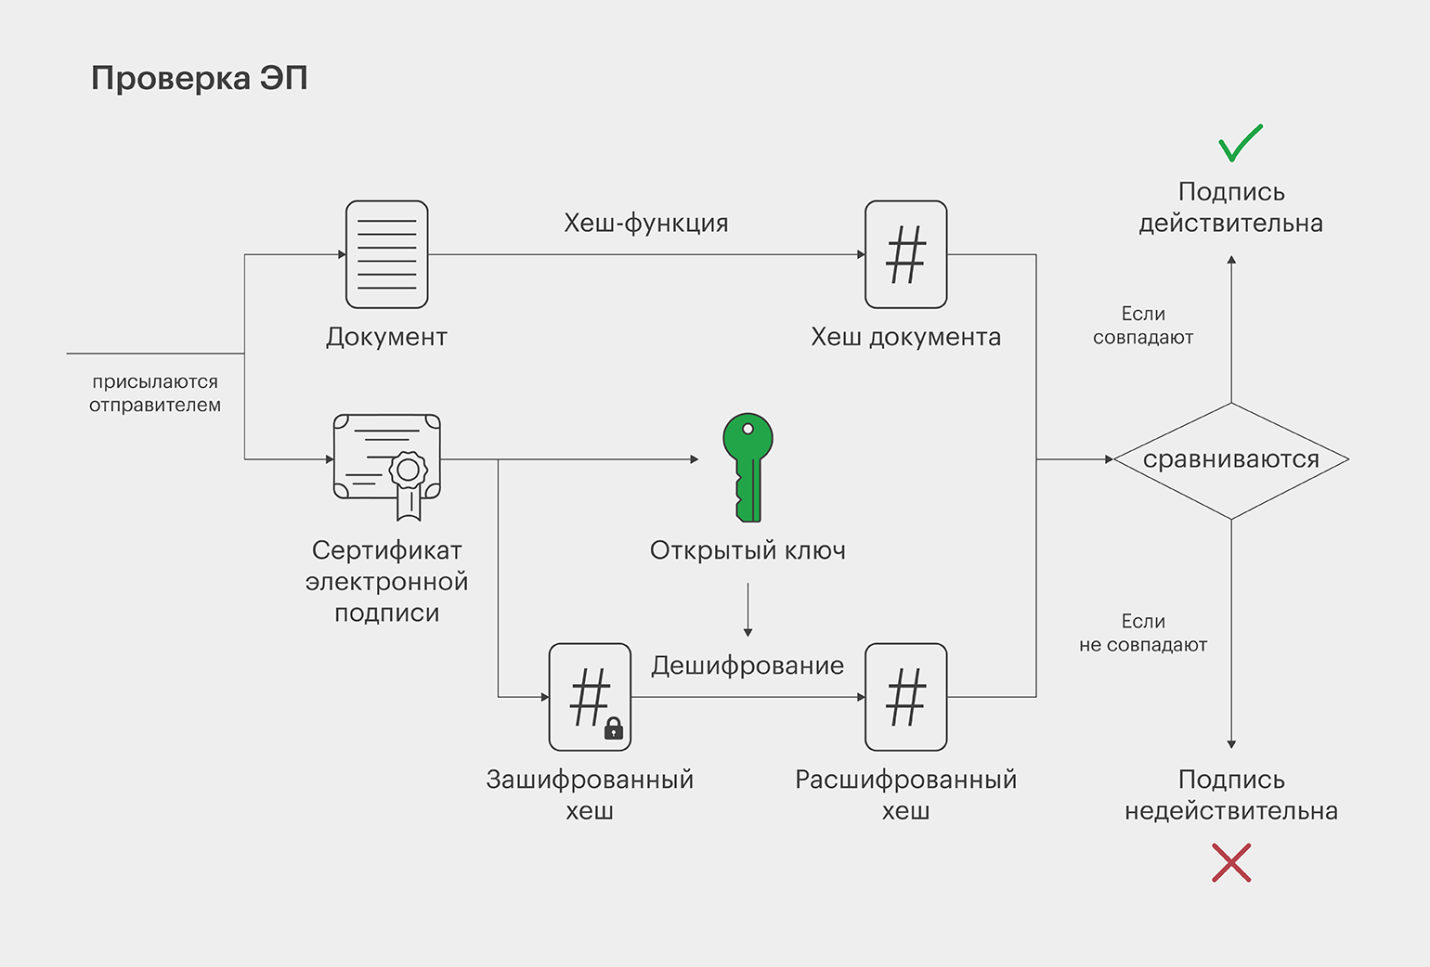 Проверка ЭП
Подпись
действительна
Хеш-функция
Документ
Хеш документа
Если
совпадают
присылаются
отправителем
сравниваются
Открытый ключ
Сертификат
электронной
подписи
Если
не совпадают
Дешифрование
Зашифрованный
хеш
Расшифрованный
хеш
Подпись
недействительна